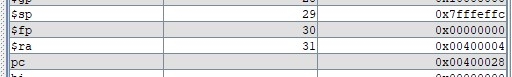 $sp 29 0x7fffeffc
$fp 30 0x00000000
$ra 31 0x00400004
pc 0x00400028